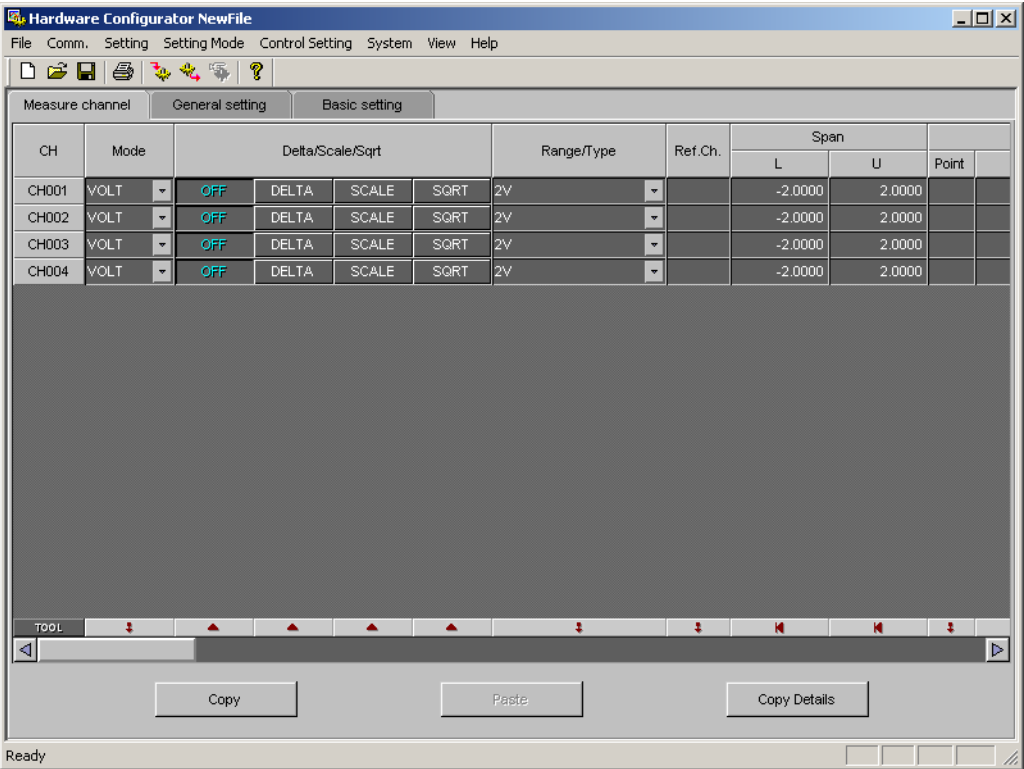 Hardware Configurator NewFile
File Comm. Setting Setting Mode Control Setting System View Help
Measure channel General setting Basic setting
CH Mode Delta/Scale/Sqrt Range/Type Ref.Ch. Span
L U Point
CH001 VOLT OFF DELTA SCALE SQRT 2V -2.0000 2.0000
CH002 VOLT OFF DELTA SCALE SQRT 2V -2.0000 2.0000
CH003 VOLT OFF DELTA SCALE SQRT 2V -2.0000 2.0000
CH004 VOLT OFF DELTA SCALE SQRT 2V -2.0000 2.0000
TOOL
Copy Paste Copy Details
Ready